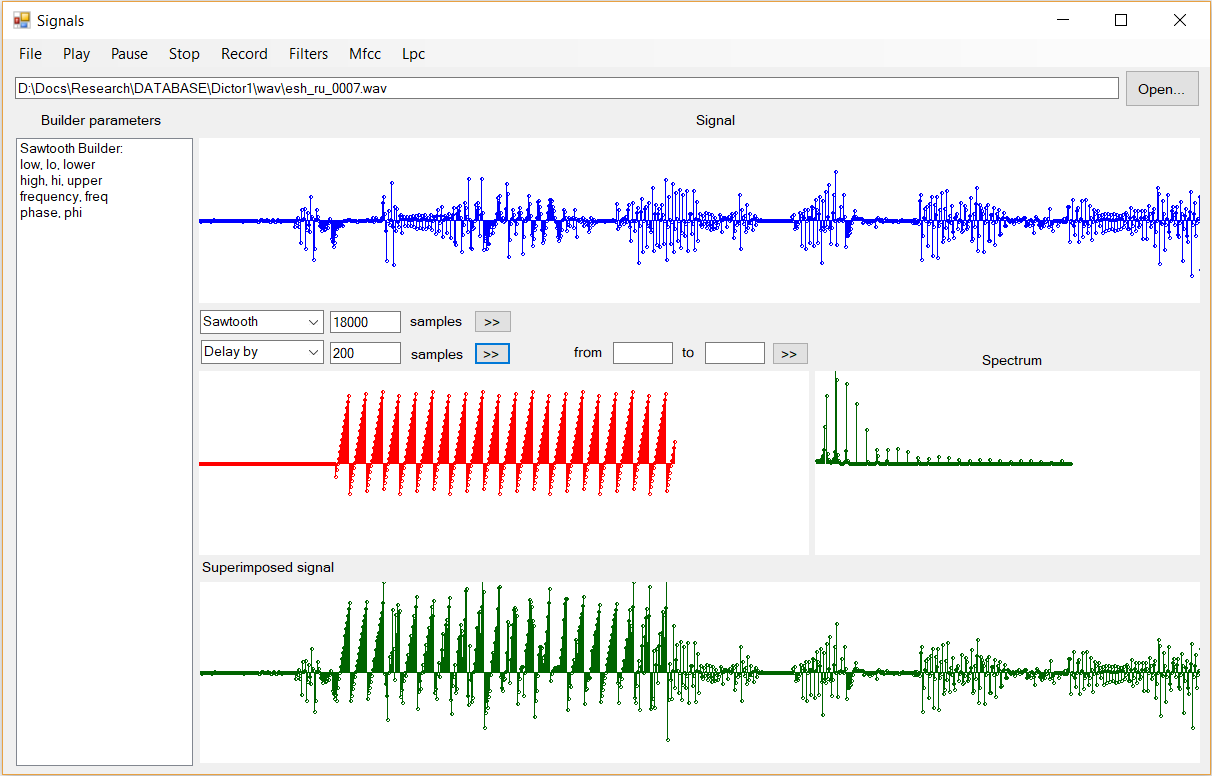 Signals
File Play Pause Stop Record Filters Mfcc Lpc
D:\Docs\Research\DATABASE\Dictor1\wav\esh_ru_0007.wav Open...
Builder parameters Signal
Sawtooth Builder:
low, lo, lower
high, hi, upper
frequency, freq
phase, phi
Sawtooth 18000 samples >>
Delay by 200 samples >> from to >>
Spectrum
Superimposed signal